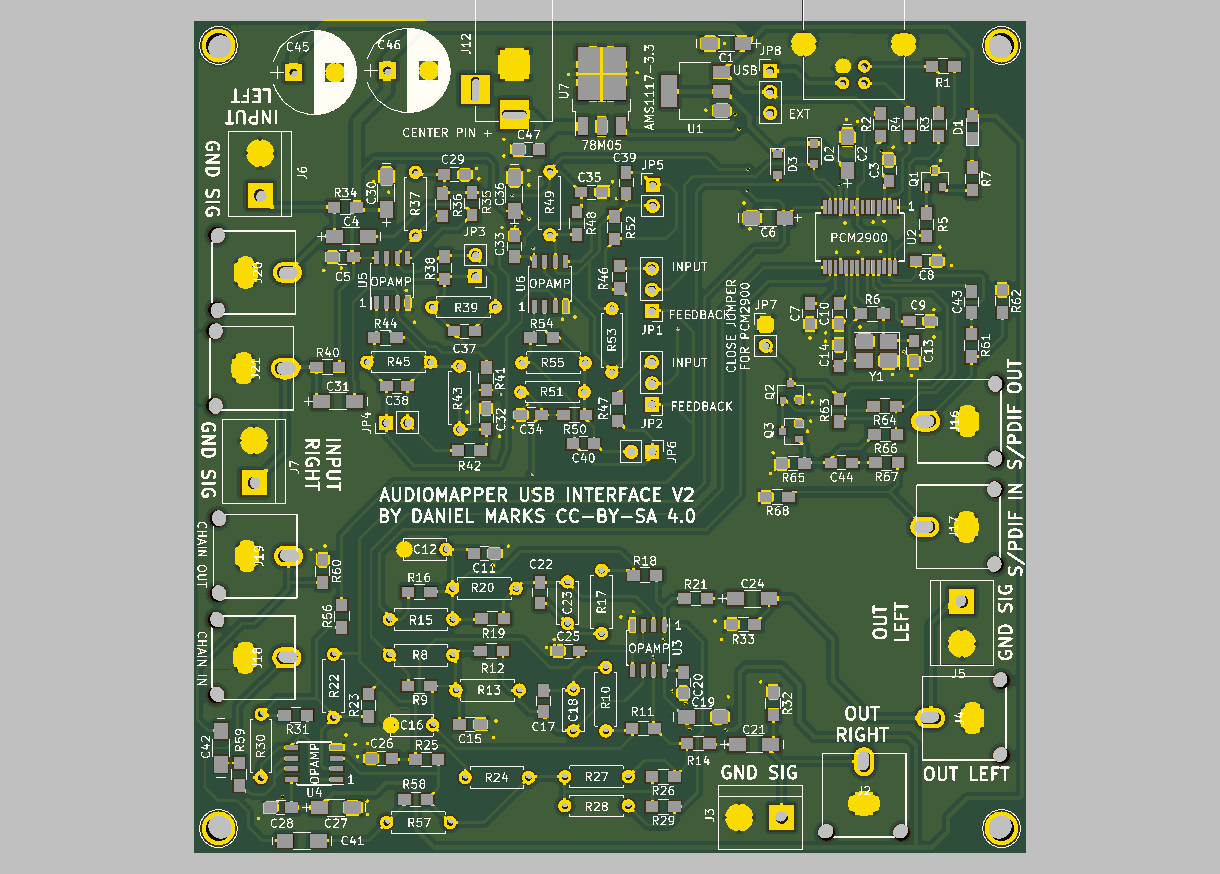 C45
C46
J12
U7
AMS1117-3.3
C1
JP8
USB
EXT
R1
INPUT
LEFT
CENTER PIN +
78M05
U1
R2
R4
R3
D1
GND SIG
J6
C47
C29
C39
JP5
D3
D2
C2
C3
Q1
R7
R34
C30
R37
R36
R35
C36
R49
C35
R48
R52
C6
PCM2900
1
U2
R5
C4
C5
JP3
C33
J20
U5
OPAMP
1
R38
U6
OPAMP
1
R46
INPUT
FEEDBACK
JP1
CLOSE JUMPER
FOR PCM2900
JP7
C8
C43
R62
R39
C7
C10
R6
C9
R44
C37
R54
R53
C14
Y1
C13
R61
J21
R40
R45
R55
INPUT
C31
C38
R43
R41
R51
C32
C34
R50
R47
FEEDBACK
JP2
Q2
R63
R64
J16
S/PDIF OUT
JP4
GND SIG
J7
INPUT
RIGHT
R42
C40
JP6
Q3
R66
R65
C44
R67
AUDIOMAPPER USB INTERFACE V2
BY DANIEL MARKS CC-BY-SA 4.0
R68
J17
S/PDIF IN
CHAIN OUT
J19
R60
C12
C11
C22
R18
R16
R20
C23
R17
R21
C24
R56
R15
R19
C25
R33
OUT
LEFT
GND SIG
J5
CHAIN IN
J18
R8
R12
OPAMP
1
U3
R22
R23
R9
R13
C17
C18
R10
C20
C19
R32
R11
J4
OUT
RIGHT
C42
R59
R30
R31
C16
C15
R14
C21
OPAMP
1
U4
C26
R25
R24
R27
R26
GND SIG
J2
OUT LEFT
C28
C27
R58
R57
R28
R29
J3
C41